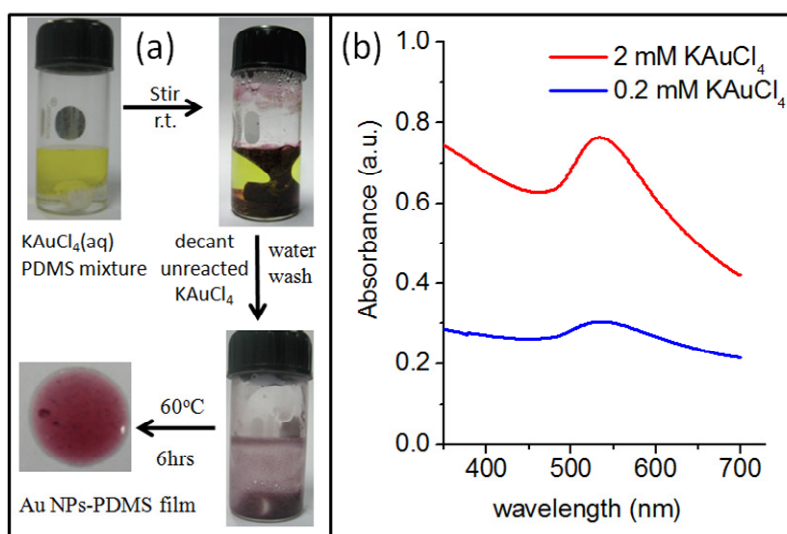 (a)
Stir
r.t.
KAuCl₄(aq)
PDMS mixture
decant
unreacted
KAuCl₄
water
wash
60°C
6hrs
Au NPs-PDMS film
(b)
2 mM KAuCl₄
0.2 mM KAuCl₄
Absorbance (a.u.)
1.0
0.8
0.6
0.4
0.2
0.0
400 500 600 700
wavelength (nm)